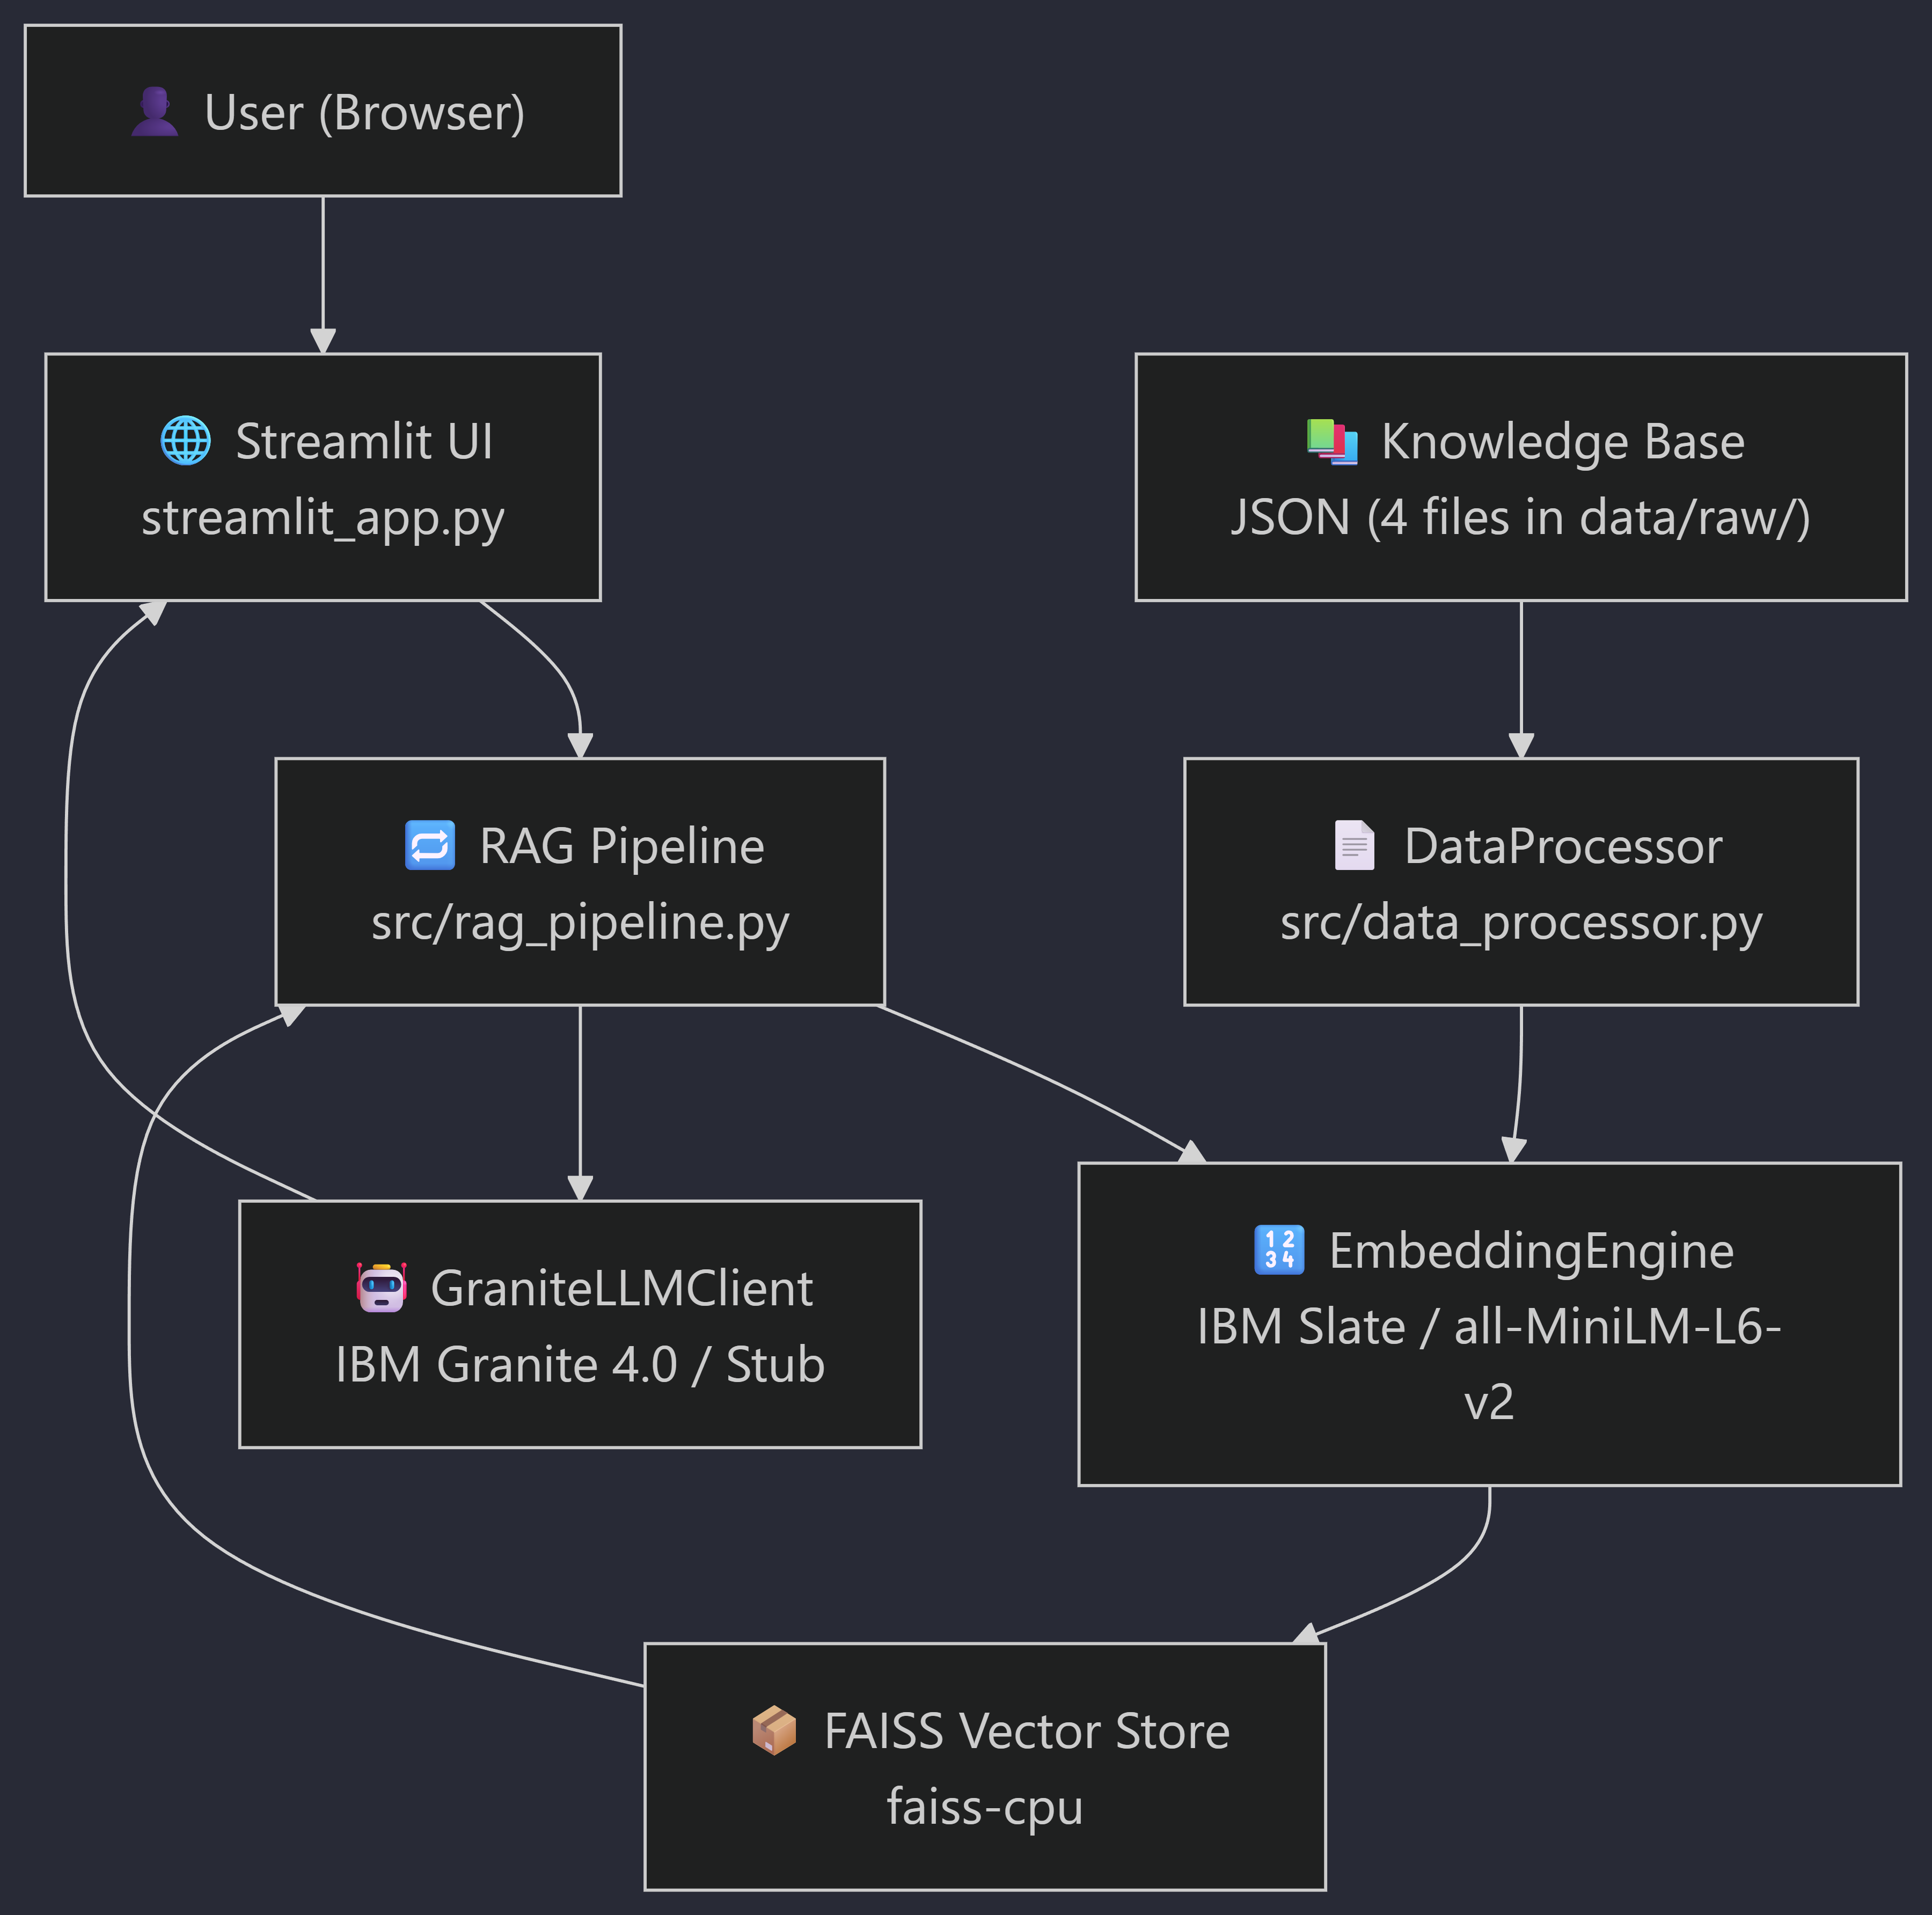 User (Browser)
Streamlit UI
streamlit_app.py
Knowledge Base
JSON (4 files in data/raw/)
RAG Pipeline
src/rag_pipeline.py
DataProcessor
src/data_processor.py
GraniteLLMClient
IBM Granite 4.0 / Stub
1234 EmbeddingEngine
IBM Slate / all-MiniLM-L6-
v2
FAISS Vector Store
faiss-cpu